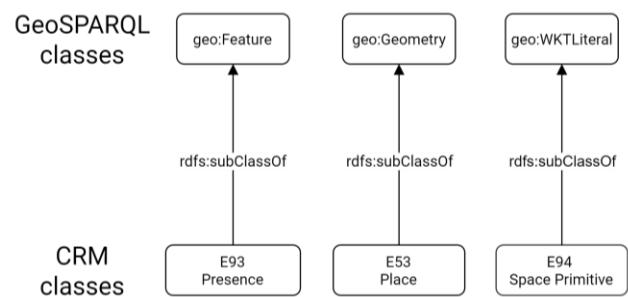 GeoSPARQL
classes
geo:Feature
geo:Geometry
geo:WKTLiteral
rdfs:subClassOf
rdfs:subClassOf
rdfs:subClassOf
CRM
classes
E93
Presence
E53
Place
E94
Space Primitive